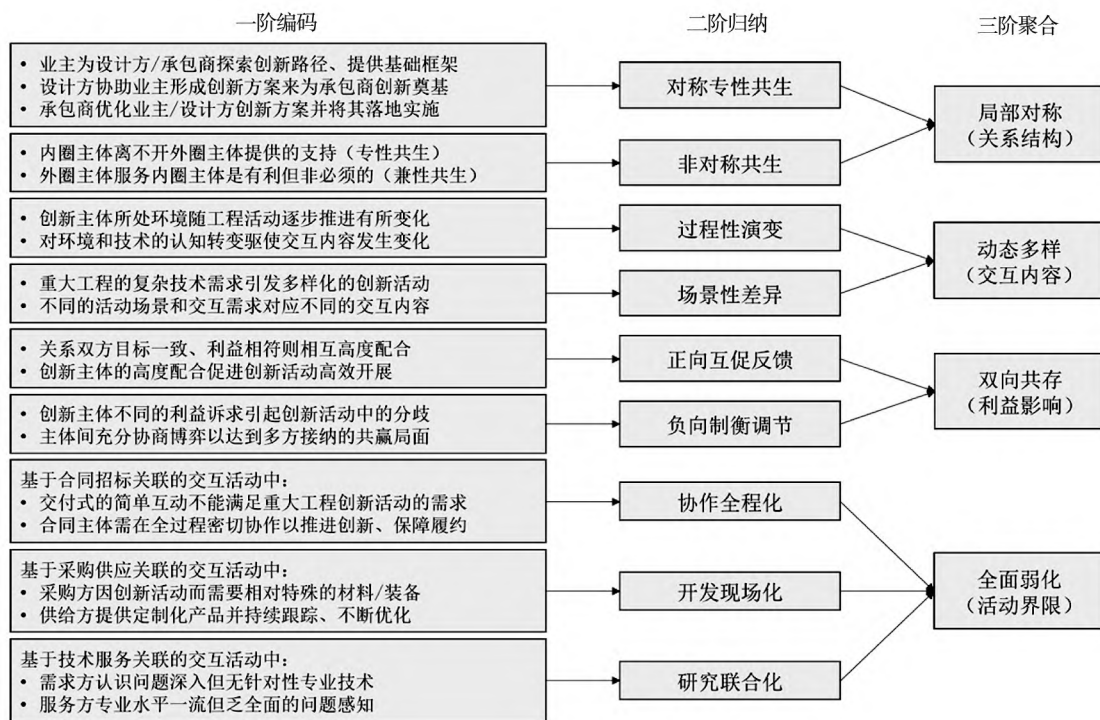 一阶编码
二阶归纳
三阶聚合
• 业主为设计方/承包商探索创新路径、提供基础框架
• 设计方协助业主形成创新方案来为承包商创新奠基
• 承包商优化业主/设计方创新方案并将其落地实施
对称专性共生
• 内圈主体离不开外圈主体提供的支持（专性共生）
• 外圈主体服务内圈主体是有利但非必须的（兼性共生）
非对称共生
局部对称
（关系结构）
• 创新主体所处环境随工程活动逐步推进有所变化
• 对环境和技术的认知转变驱使交互内容发生变化
过程性演变
• 重大工程的复杂技术需求引发多样化的创新活动
• 不同的活动场景和交互需求对应不同的交互内容
场景性差异
动态多样
（交互内容）
• 关系双方目标一致、利益相符则相互高度配合
• 创新主体的高度配合促进创新活动高效开展
正向互促反馈
• 创新主体不同的利益诉求引起创新活动中的分歧
• 主体间充分协商博弈以达到多方接纳的共赢局面
负向制衡调节
双向共存
（利益影响）
基于合同招标关联的交互活动中：
• 交付式的简单互动不能满足重大工程创新活动的需求
• 合同主体需在全过程密切协作以推进创新、保障履约
协作全程化
基于采购供应关联的交互活动中：
• 采购方因创新活动而需要相对特殊的材料/装备
• 供给方提供定制化产品并持续跟踪、不断优化
开发现场化
基于技术服务关联的交互活动中：
• 需求方认识问题深入但无针对性专业技术
• 服务方专业水平一流但乏全面的问题感知
研究联合化
全面弱化
（活动界限）